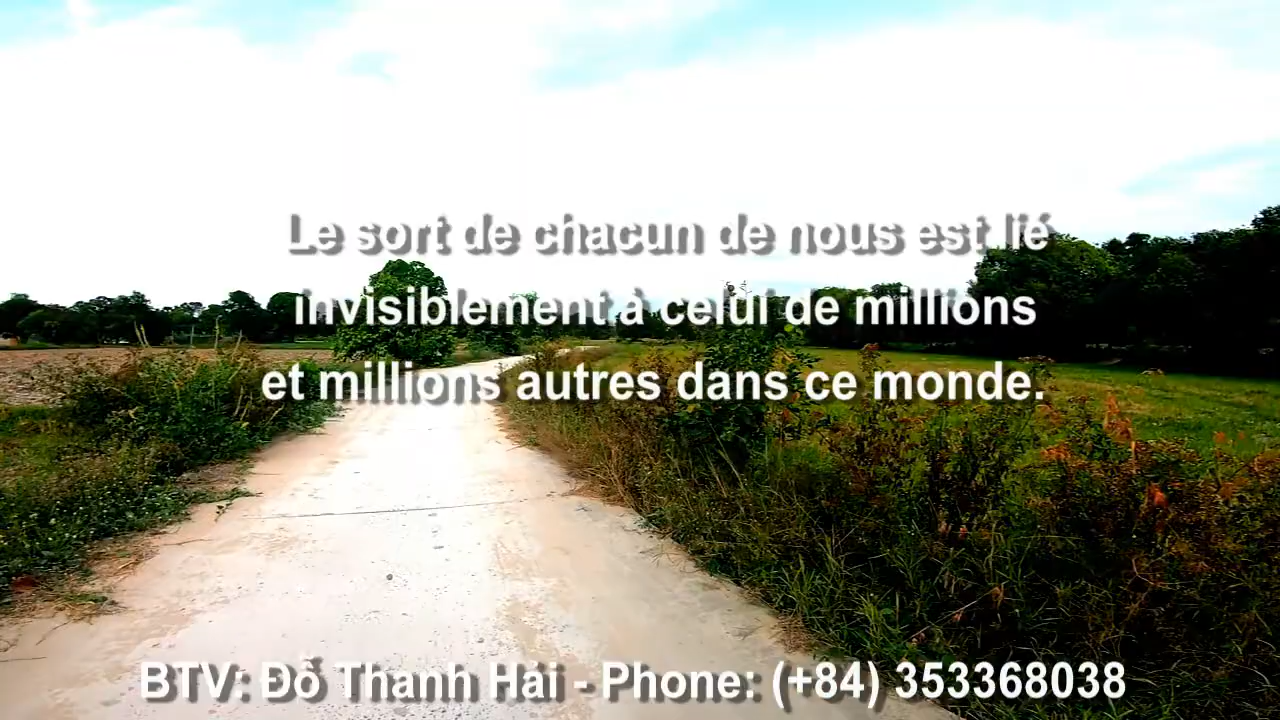 Le sort de chacun de nous est lié
invisiblement à celui de millions
et millions autres dans ce monde.
BTV: Đỗ Thanh Hải - Phone: (+84) 353368038